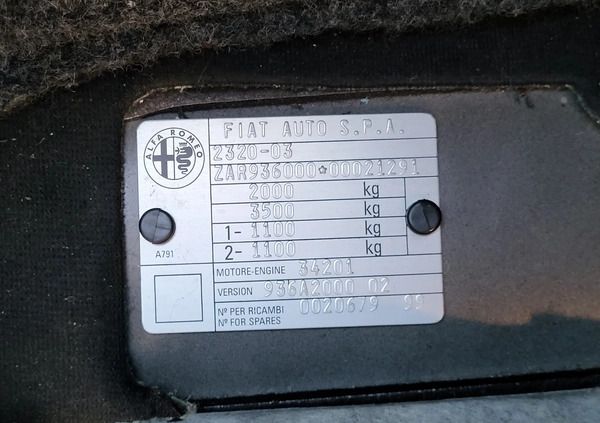 ALFA ROMEO
FIAT AUTO S.P.A.
2320-03
ZAR936000*00021291
2000 kg
3500 kg
1- 1100 kg
2- 1100 kg
A791
MOTORE-ENGINE 34201
VERSION 936A2000 02
Nº PER RICAMBI 0020679 99
Nº FOR SPARES